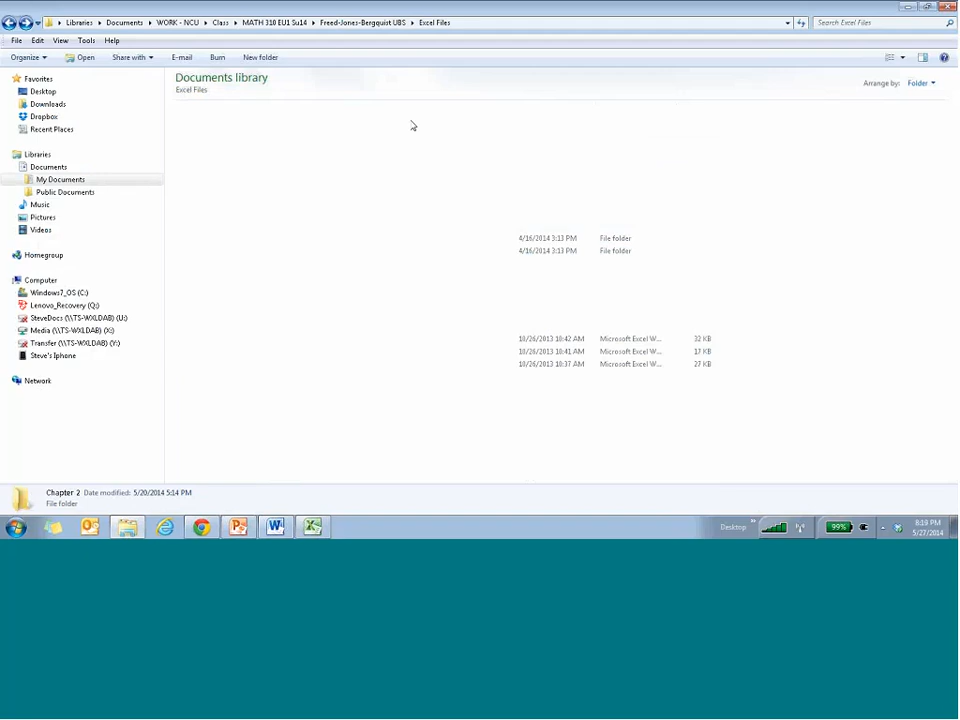 Libraries ▸ Documents ▸ WORK - NCU ▸ Class ▸ MATH 310 EU1 Su14 ▸ Freed-Jones-Bergquist UBS ▸ Excel Files
Search Excel Files
File Edit View Tools Help
Organize Open Share with E-mail Burn New folder
Documents library
Excel Files
Arrange by: Folder
Favorites
Desktop
Downloads
Dropbox
Recent Places
Libraries
Documents
My Documents
Public Documents
Music
Pictures
Videos
Homegroup
Computer
Windows7_OS (C:)
Lenovo_Recovery (Q:)
SteveDocs (\\TS-WXLDAB) (U:)
Media (\\TS-WXLDAB) (X:)
Transfer (\\TS-WXLDAB) (Y:)
Steve's Iphone
Network
4/16/2014 3:13 PM File folder
4/16/2014 3:13 PM File folder
10/26/2013 10:42 AM Microsoft Excel W... 32 KB
10/26/2013 10:41 AM Microsoft Excel W... 17 KB
10/26/2013 10:37 AM Microsoft Excel W... 27 KB
Chapter 2 Date modified: 5/20/2014 5:14 PM
File folder
Desktop
99%
8:19 PM
5/27/2014